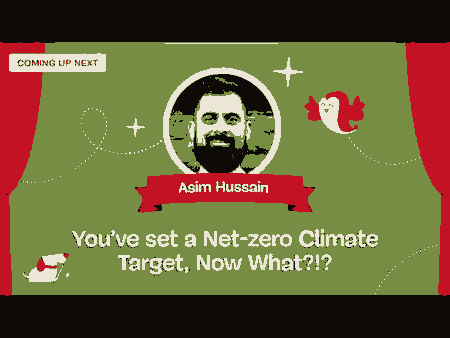 COMING UP NEXT
Asim Hussain
You've set a Net-zero Climate
Target, Now What?!?